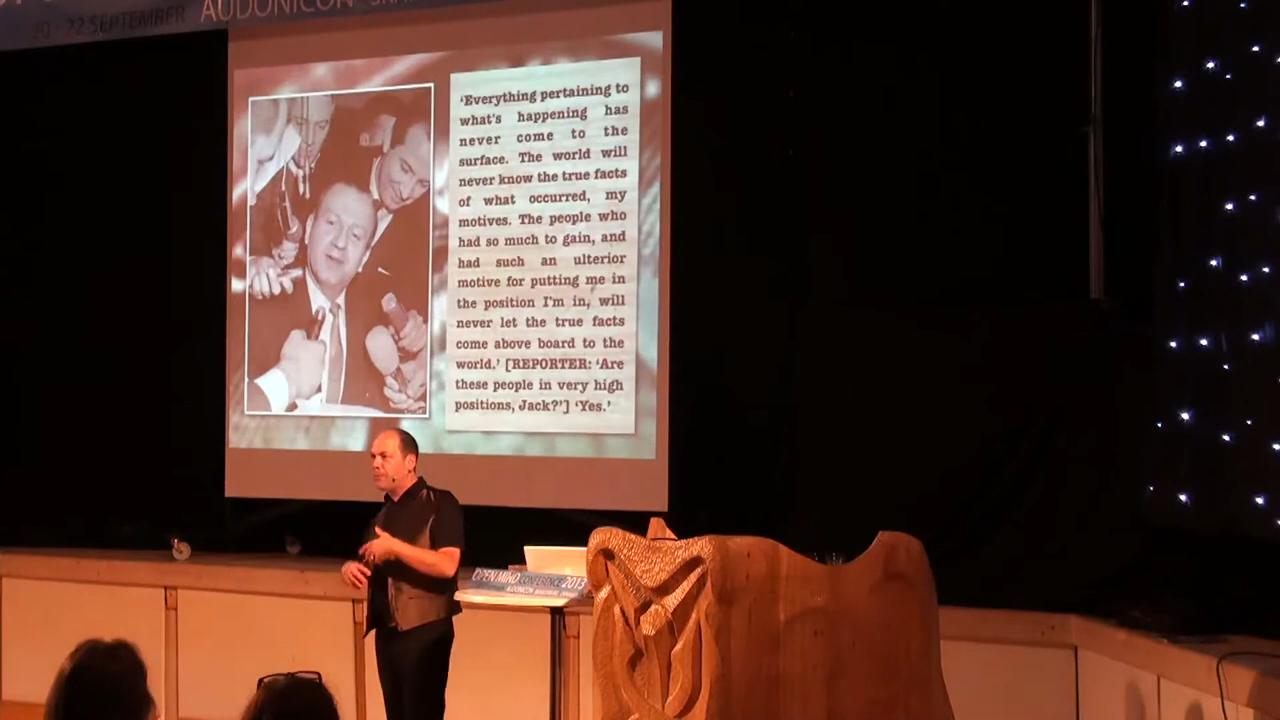 20 - 22 SEPTEMBER AUDONICON
'Everything pertaining to
what's happening has
never come to the
surface. The world will
never know the true facts
of what occurred, my
motives. The people who
had so much to gain, and
had such an ulterior
motive for putting me in
the position I'm in, will
never let the true facts
come above board to the
world.' [REPORTER: 'Are
these people in very high
positions, Jack?'] 'Yes.'
OPEN MIND CONFERENCE 2013
AUDONICON